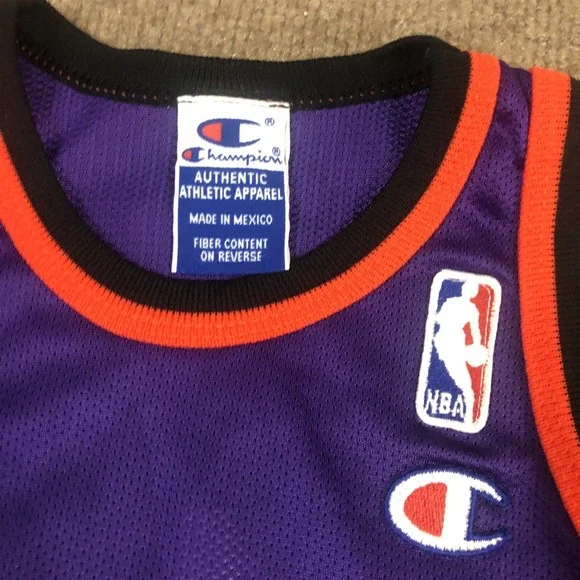 ®
Champion®
AUTHENTIC
ATHLETIC APPAREL
MADE IN MEXICO
FIBER CONTENT
ON REVERSE
NBA